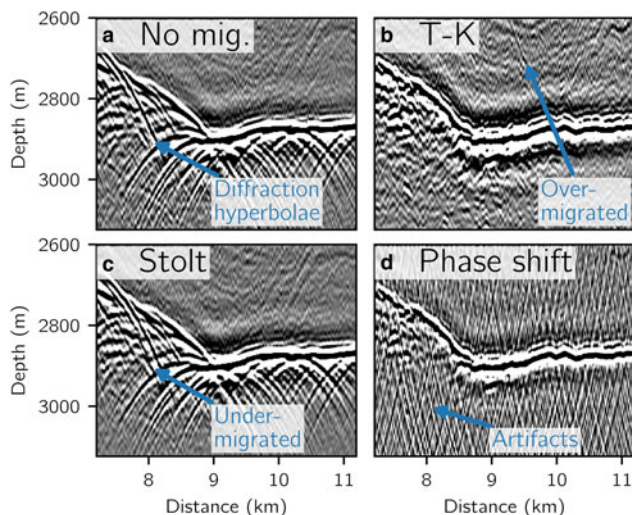 a No mig.
b T-K
Depth (m)
2600
2800
3000
Diffraction
hyperbolae
Over-
migrated
c Stolt
d Phase shift
Depth (m)
2600
2800
3000
Under-
migrated
Artifacts
8 9 10 11
8 9 10 11
Distance (km)
Distance (km)